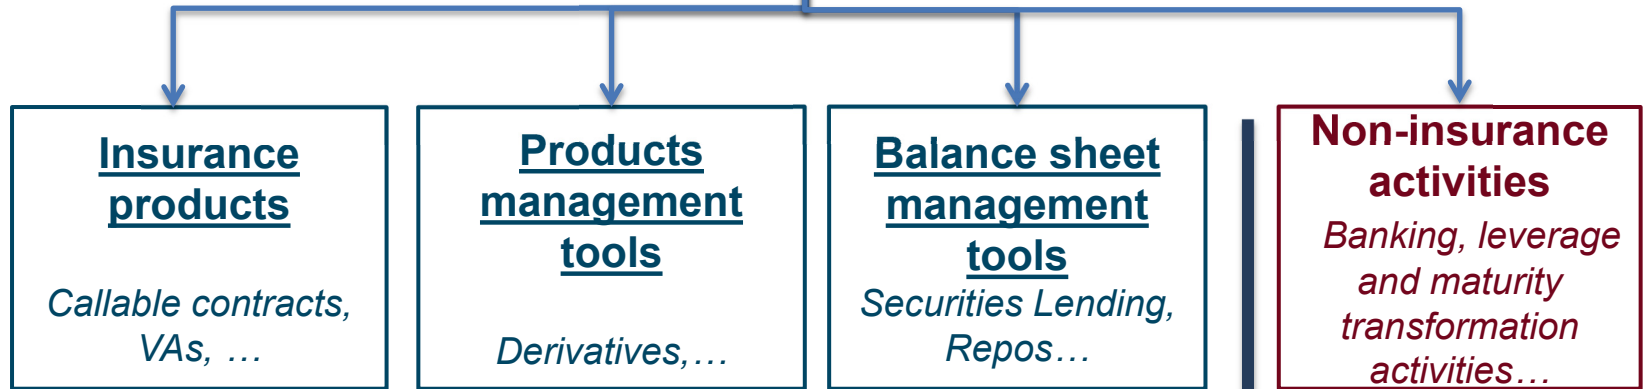 Insurance
products
Callable contracts,
VAs, …
Products
management
tools
Derivatives,…
Balance sheet
management
tools
Securities Lending,
Repos…
Non-insurance
activities
Banking, leverage
and maturity
transformation
activities…